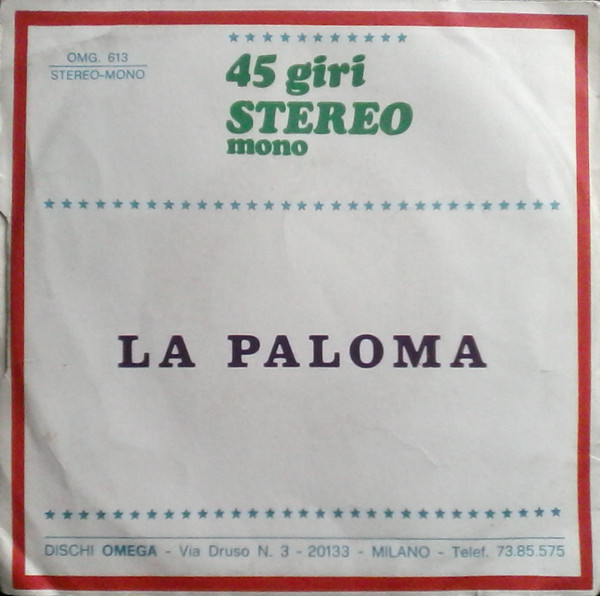 OMG. 613
STEREO-MONO
45 giri
STEREO
mono
LA PALOMA
DISCHI OMEGA - Via Druso N. 3 - 20133 - MILANO - Telef. 73.85.575